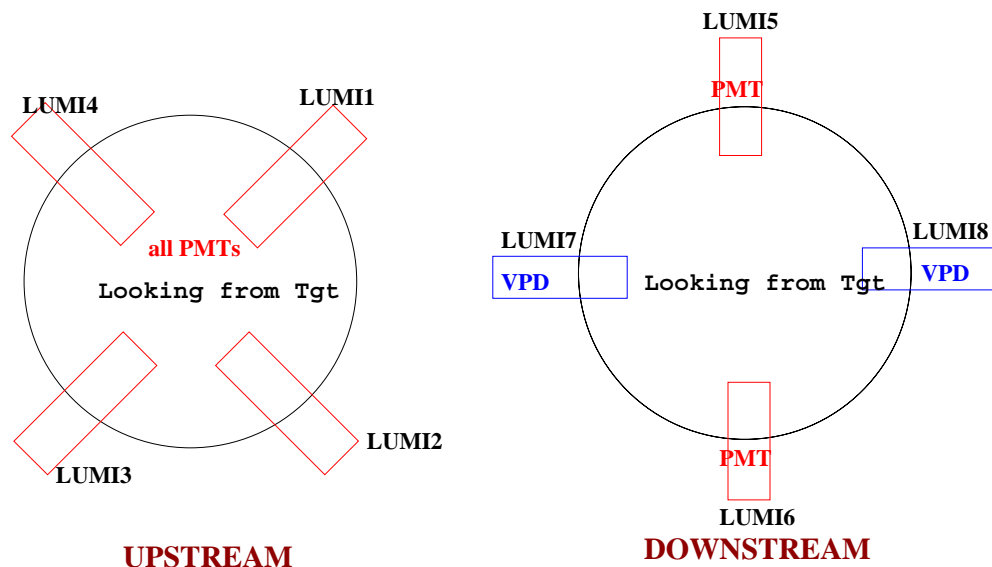 LUMI4
LUMI1
all PMTs
Looking from Tgt
LUMI3
LUMI2
UPSTREAM
LUMI5
PMT
LUMI7
VPD
Looking from Tgt
LUMI8
VPD
PMT
LUMI6
DOWNSTREAM